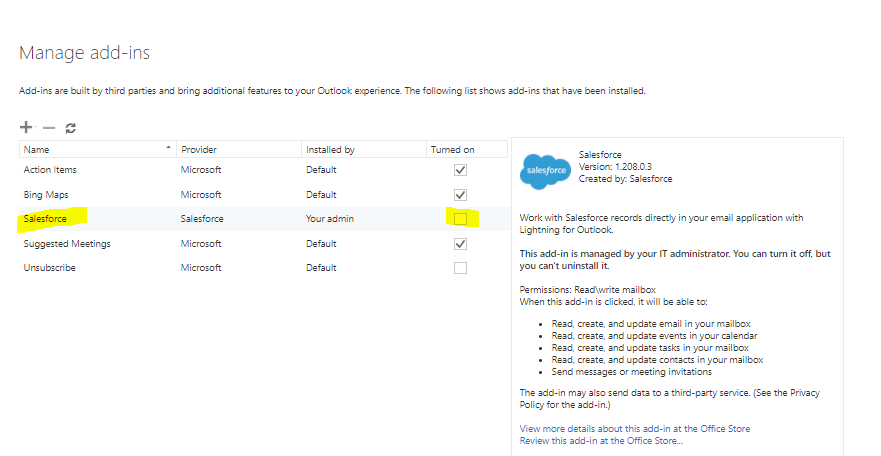 Manage add-ins
Add-ins are built by third parties and bring additional features to your Outlook experience. The following list shows add-ins that have been installed.
Name Provider Installed by Turned on
Action Items Microsoft Default
Bing Maps Microsoft Default
Salesforce Salesforce Your admin
Suggested Meetings Microsoft Default
Unsubscribe Microsoft Default
salesforce
Salesforce
Version: 1.208.0.3
Created by: Salesforce
Work with Salesforce records directly in your email application with
Lightning for Outlook.
This add-in is managed by your IT administrator. You can turn it off, but
you can't uninstall it.
Permissions: Read\write mailbox
When this add-in is clicked, it will be able to:
• Read, create, and update email in your mailbox
• Read, create, and update events in your calendar
• Read, create, and update tasks in your mailbox
• Read, create, and update contacts in your mailbox
• Send messages or meeting invitations
The add-in may also send data to a third-party service. (See the Privacy
Policy for the add-in.)
View more details about this add-in at the Office Store
Review this add-in at the Office Store...